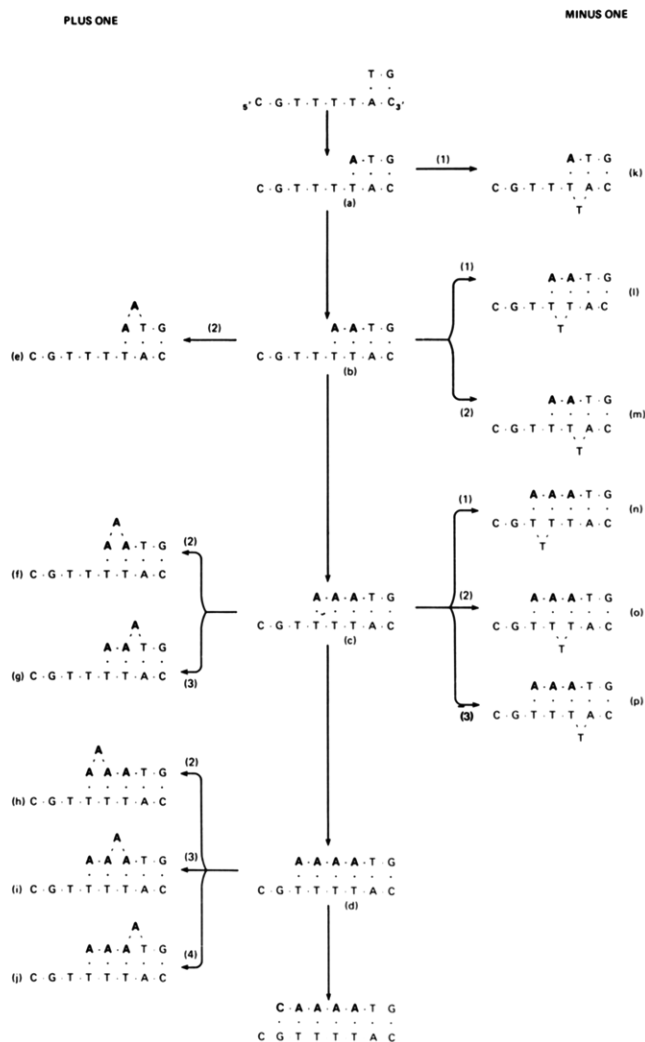 PLUS ONE
MINUS ONE
T · G
5' C · G · T · T · T · T · A · C 3'
A · T · G
C · G · T · T · T · T · A · C
(a)
(1)
A · T · G
C · G · T · T · T A · C
T
(k)
A
A T · G
(e) C · G · T · T · T · T · A · C
(2)
A · A · T · G
C · G · T · T · T · T · A · C
(b)
(1)
A · A · T · G
C · G · T · T T · A · C
T
(l)
(2)
A · A · T · G
C · G · T · T · T A · C
T
(m)
A
A A · T · G
(f) C · G · T · T · T · T · A · C
(2)
A
A · A T · G
(g) C · G · T · T · T · T · A · C
(3)
A · A · A · T · G
C · G · T · T · T · T · A · C
(c)
(1)
A · A · A · T · G
C · G · T T · T · A · C
T
(n)
(2)
A · A · A · T · G
C · G · T · T T · A · C
T
(o)
(3)
A · A · A · T · G
C · G · T · T · T A · C
T
(p)
A
A A · A · T · G
(h) C · G · T · T · T · T · A · C
(2)
A
A · A A · T · G
(i) C · G · T · T · T · T · A · C
(3)
A
A · A · A T · G
(j) C · G · T · T · T · T · A · C
(4)
A · A · A · A · T · G
C · G · T · T · T · T · A · C
(d)
C · A · A · A · A · T · G
C · G · T · T · T · T · A · C